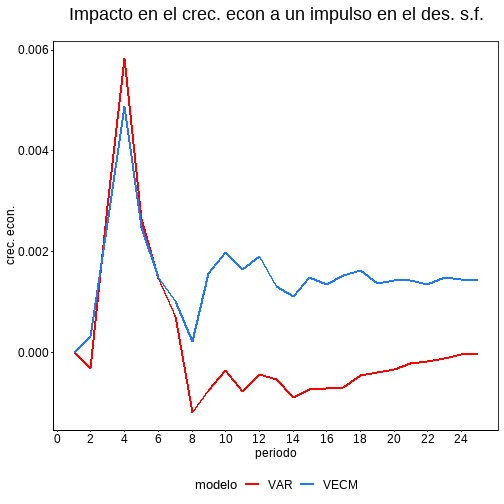 Impacto en el crec. econ a un impulso en el des. s.f.
0.006
0.004
0.002
0.000
crec. econ.
0 2 4 6 8 10 12 14 16 18 20 22 24
periodo
modelo VAR VECM